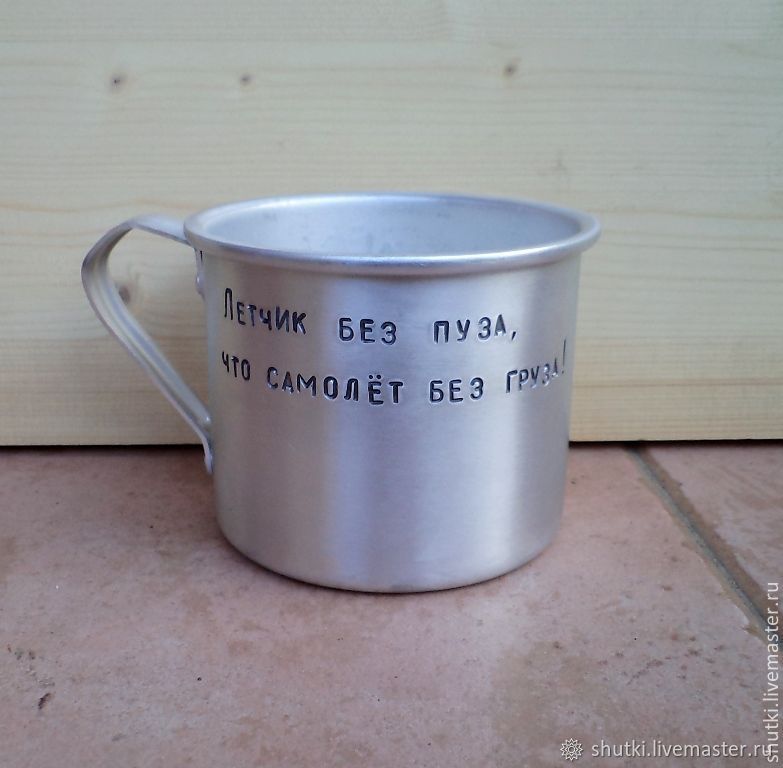 Летчик без пуза,
что самолёт без груза!
shutki.livemaster.ru
shutki.livemaster.ru